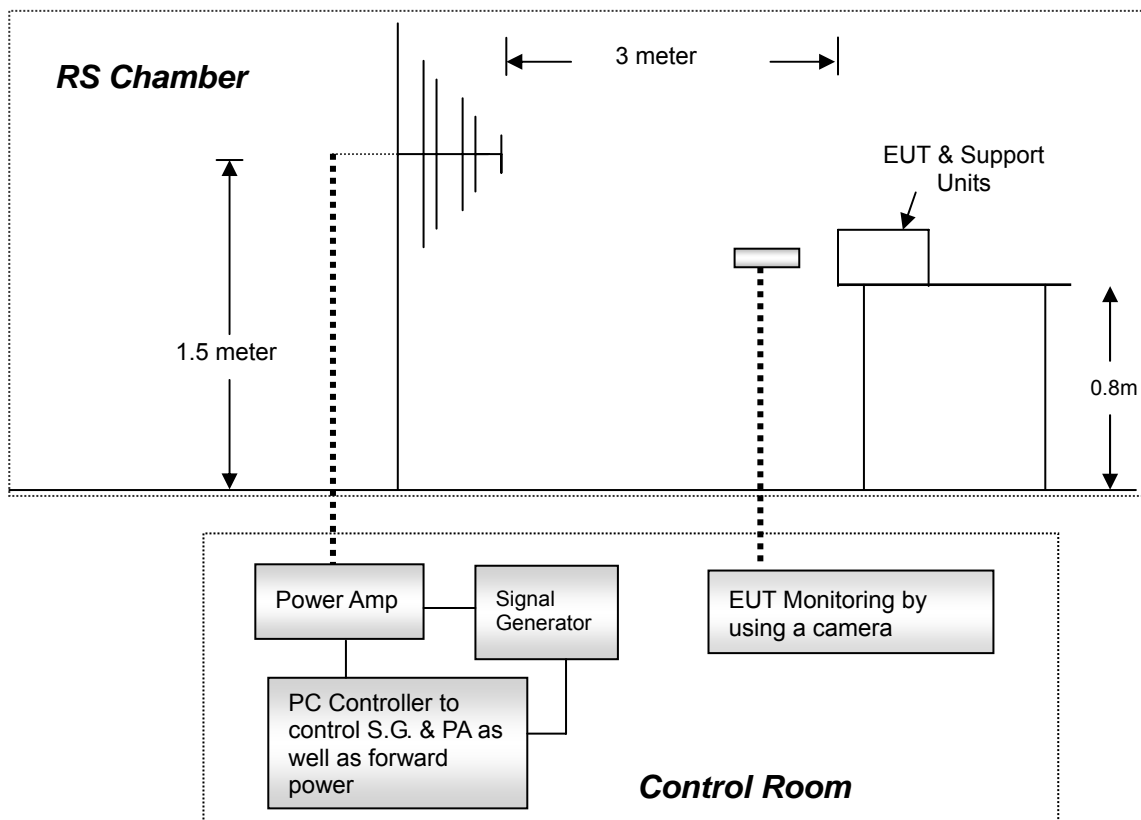 3 meter
RS Chamber
EUT & Support
Units
1.5 meter
0.8m
Power Amp
Signal
Generator
EUT Monitoring by
using a camera
PC Controller to
control S.G. & PA as
well as forward
power
Control Room